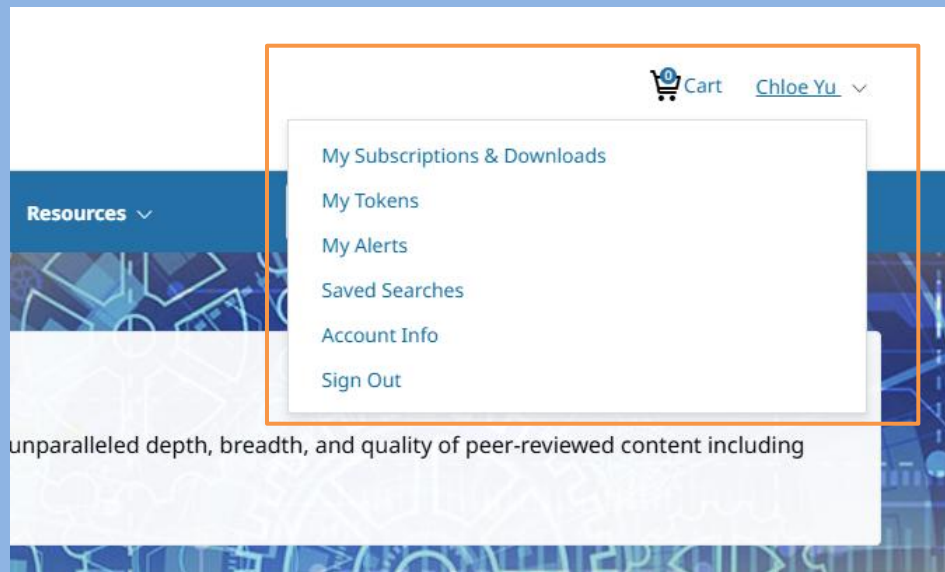 0
Cart
Chloe Yu
My Subscriptions & Downloads
Resources
My Tokens
My Alerts
Saved Searches
Account Info
Sign Out
unparalleled depth, breadth, and quality of peer-reviewed content including